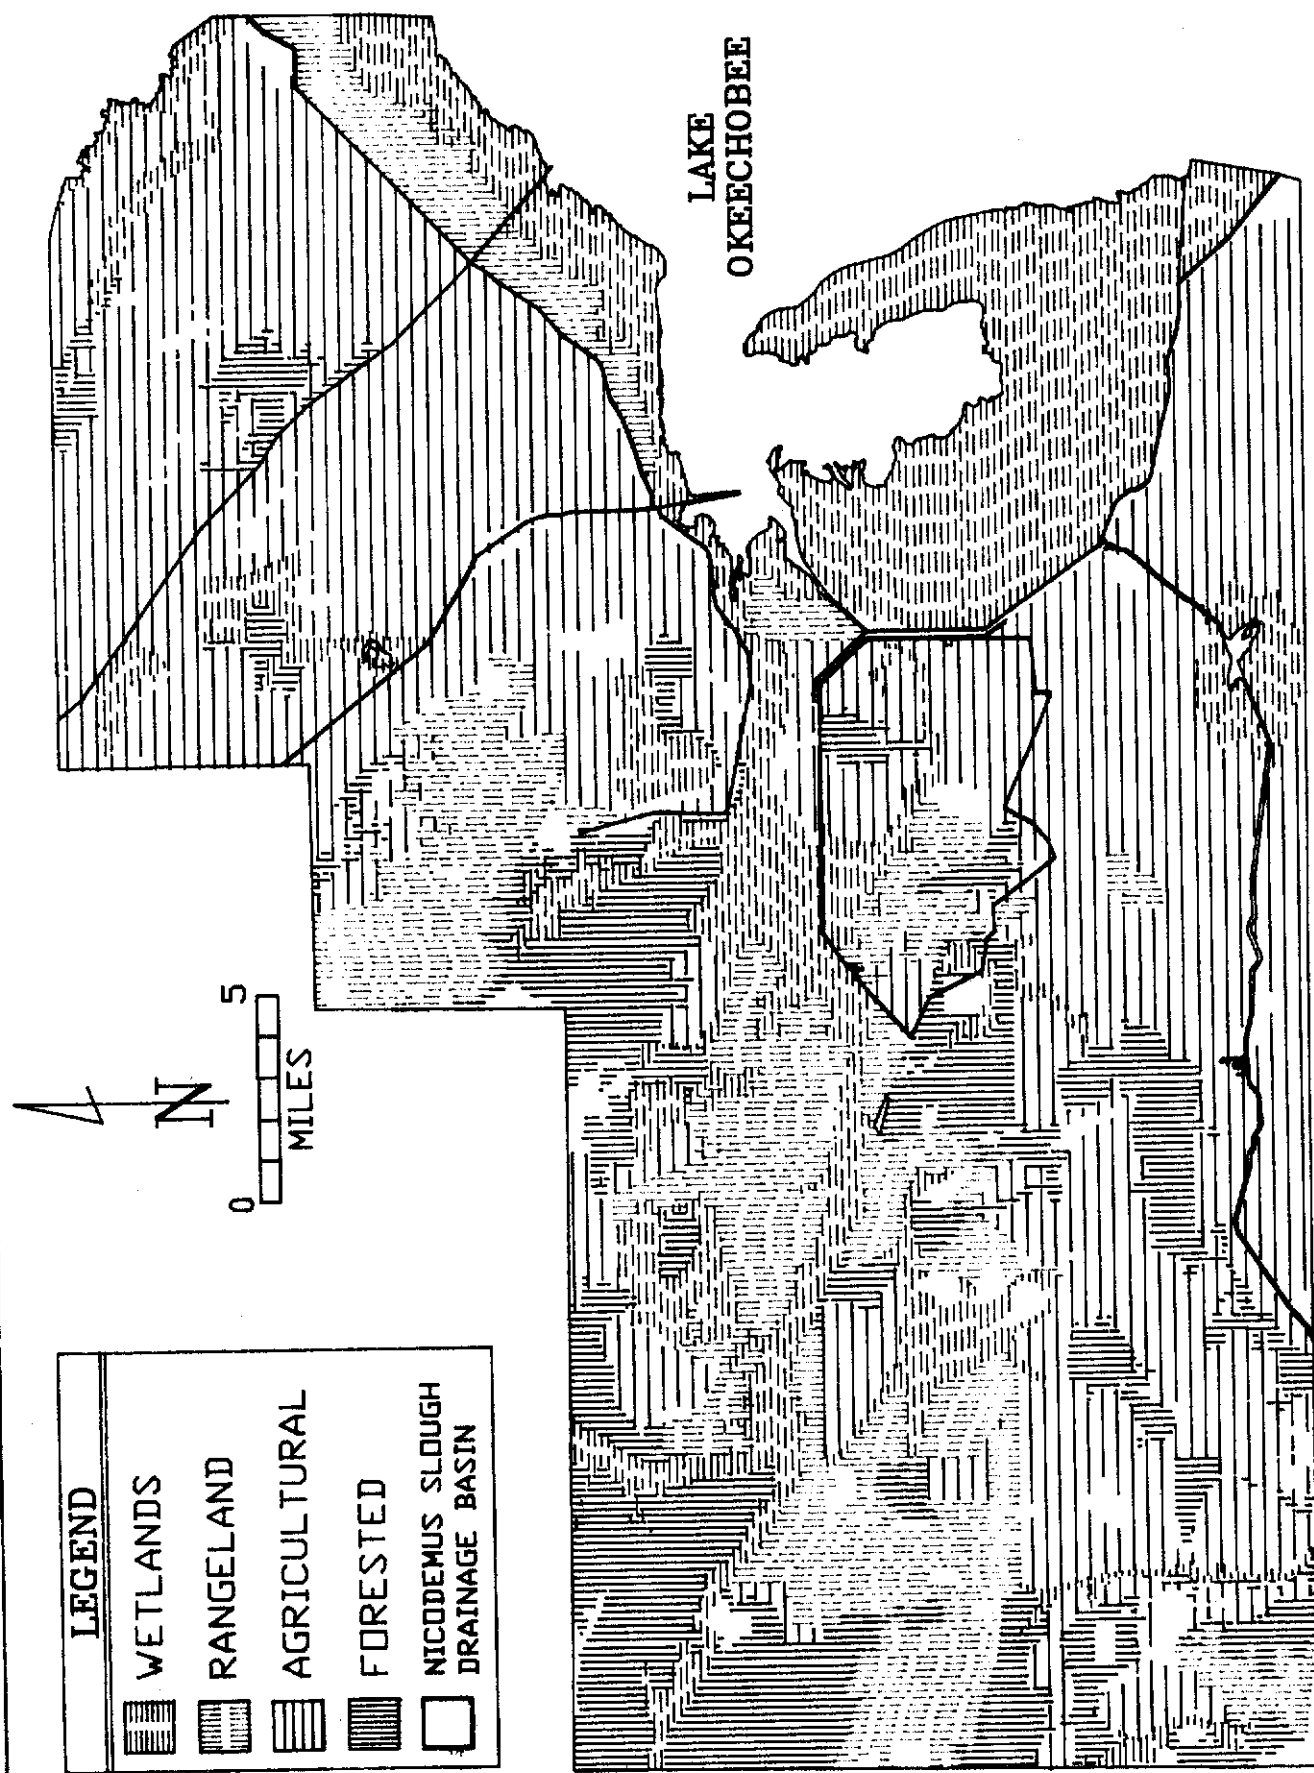 LEGEND
WETLANDS
RANGELAND
AGRICULTURAL
FORESTED
NICODEMUS SLOUGH
DRAINAGE BASIN
N
0 5
MILES
LAKE
OKEECHOBEE